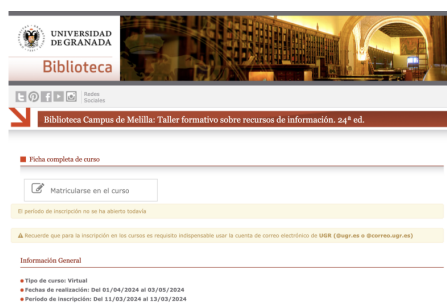 UNIVERSIDAD
DE GRANADA
Biblioteca
Redes
Sociales
Biblioteca Campus de Melilla: Taller formativo sobre recursos de información. 24ª ed.
Ficha completa de curso
Matricularse en el curso
El periodo de inscripción no se ha abierto todavía
Recuerde que para la inscripción en los cursos es requisito indispensable usar la cuenta de correo electrónico de UGR (@ugr.es o @correo.ugr.es)
Información General
Tipo de curso: Virtual
Fechas de realización: Del 01/04/2024 al 03/05/2024
Periodo de inscripción: Del 11/03/2024 al 13/03/2024